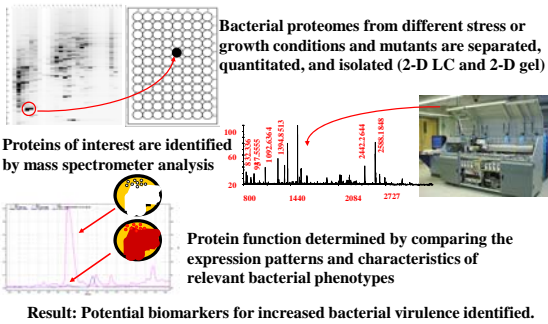 Bacterial proteomes from different stress or
growth conditions and mutants are separated,
quantitated, and isolated (2-D LC and 2-D gel)
Proteins of interest are identified
by mass spectrometer analysis
100
60
20
832.336
1092.6364
1394.8513
2442.2644
2588.1848
800
1440
2084
2727
Protein function determined by comparing the
expression patterns and characteristics of
relevant bacterial phenotypes
Result: Potential biomarkers for increased bacterial virulence identified.